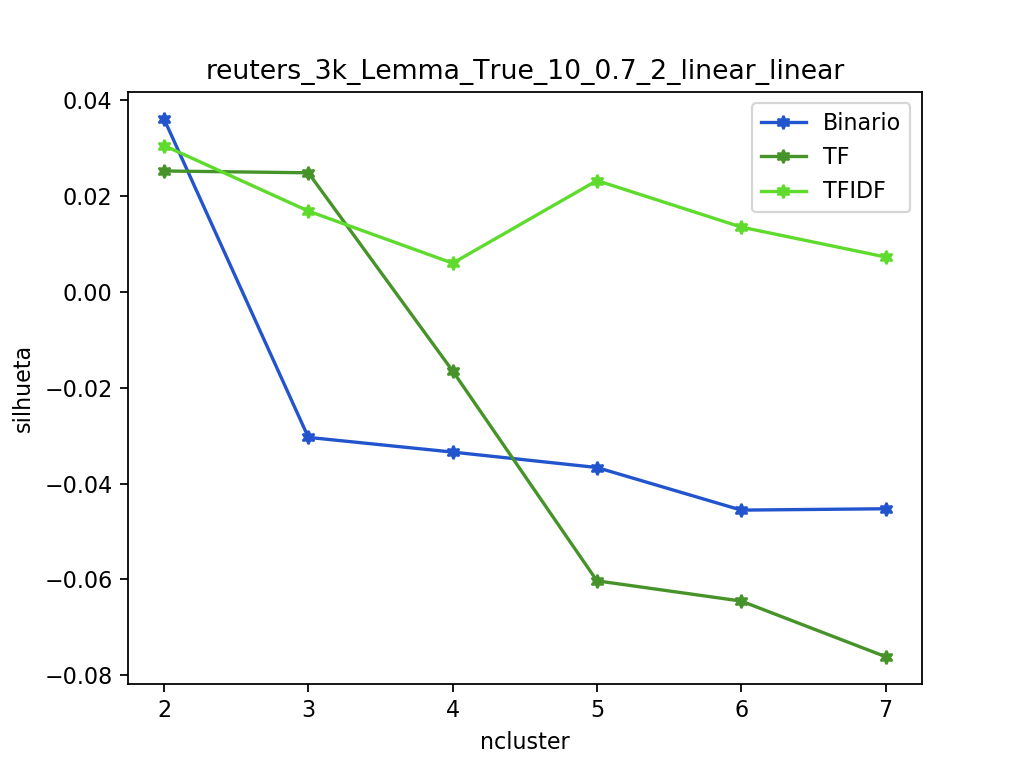 reuters_3k_Lemma_True_10_0.7_2_linear_linear
Binario
TF
TFIDF
silhueta
0.04
0.02
0.00
−0.02
−0.04
−0.06
−0.08
2 3 4 5 6 7
ncluster